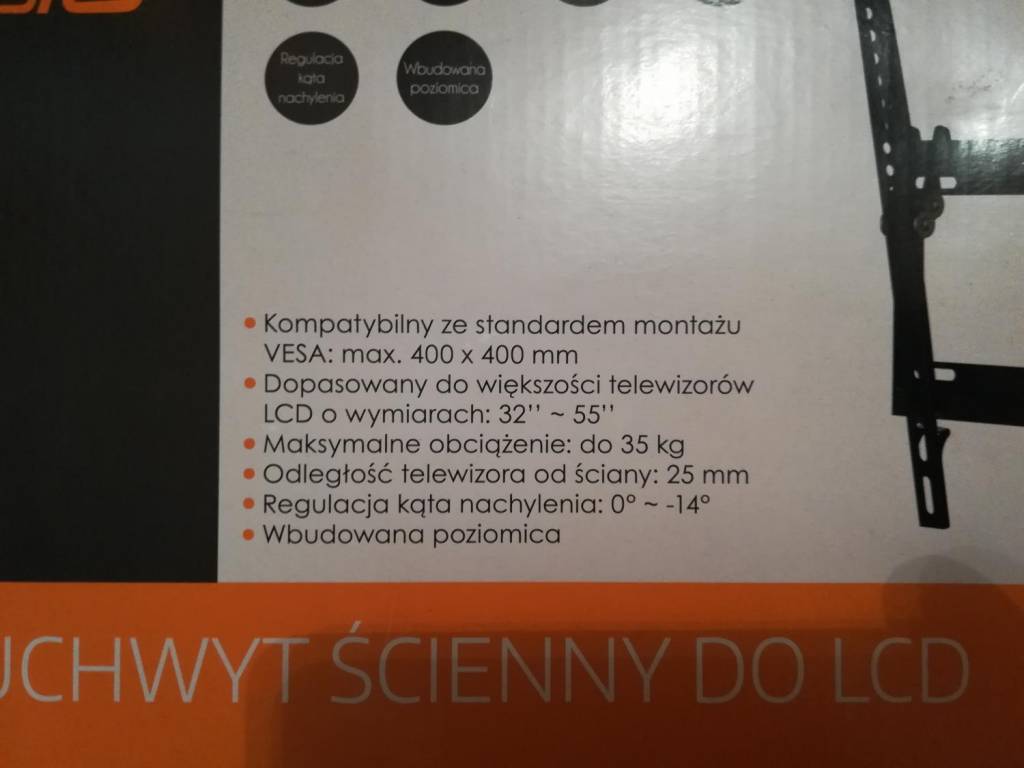 Regulacja
kąta
nachylenia
Wbudowana
poziomica
• Kompatybilny ze standardem montażu
VESA: max. 400 x 400 mm
• Dopasowany do większości telewizorów
LCD o wymiarach: 32'' ~ 55''
• Maksymalne obciążenie: do 35 kg
• Odległość telewizora od ściany: 25 mm
• Regulacja kąta nachylenia: 0° ~ -14°
• Wbudowana poziomica
UCHWYT ŚCIENNY DO LCD